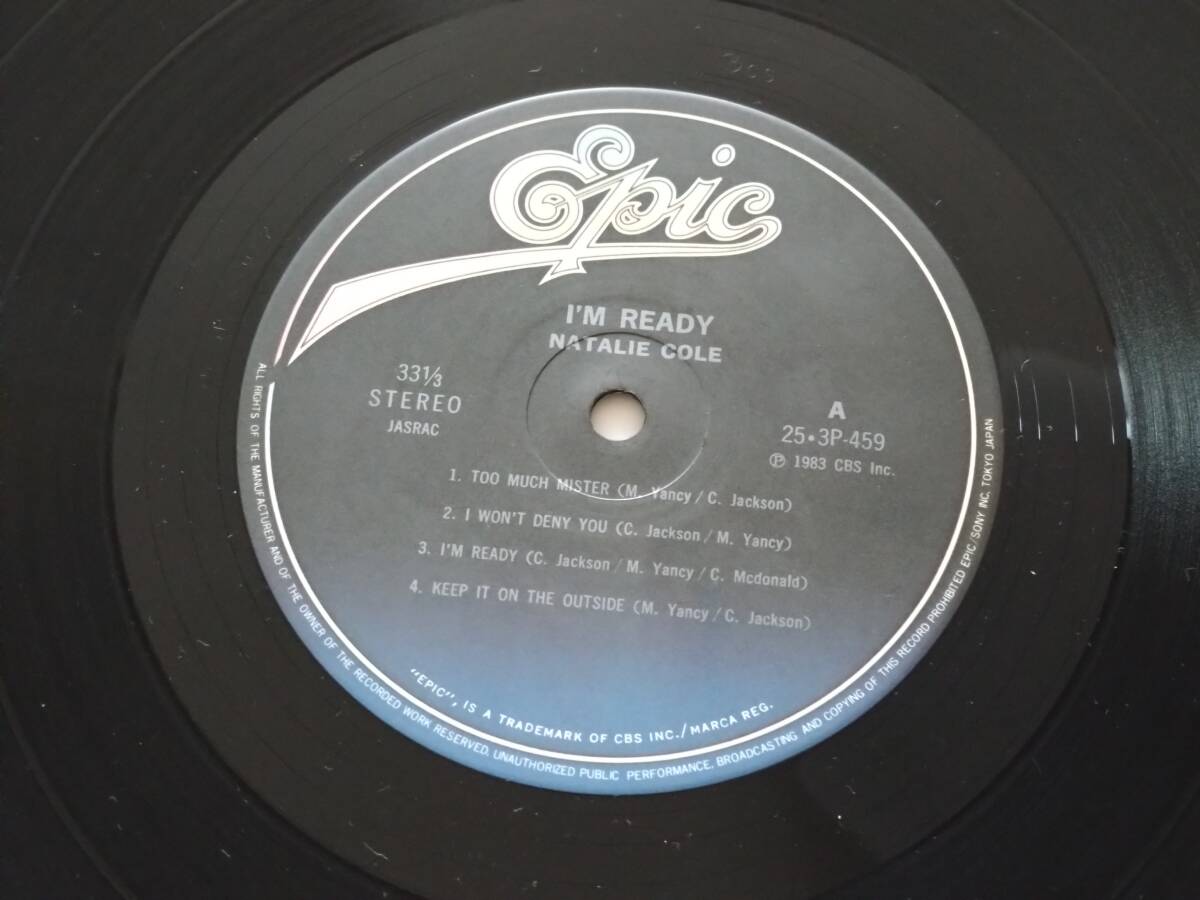 Epic
I'M READY
NATALIE COLE
33⅓
STEREO
JASRAC
A
25•3P-459
Ⓟ 1983 CBS Inc.
1. TOO MUCH MISTER (M. Yancy / C. Jackson)
2. I WON'T DENY YOU (C. Jackson / M. Yancy)
3. I'M READY (C. Jackson / M. Yancy / C. Mcdonald)
4. KEEP IT ON THE OUTSIDE (M. Yancy / C. Jackson)
"EPIC", IS A TRADEMARK OF CBS INC./MARCA REG.
ALL RIGHTS OF THE MANUFACTURER AND OF THE OWNER OF THE RECORDED WORK RESERVED. UNAUTHORIZED PUBLIC PERFORMANCE, BROADCASTING AND COPYING OF THIS RECORD PROHIBITED EPIC/SONY INC. TOKYO JAPAN